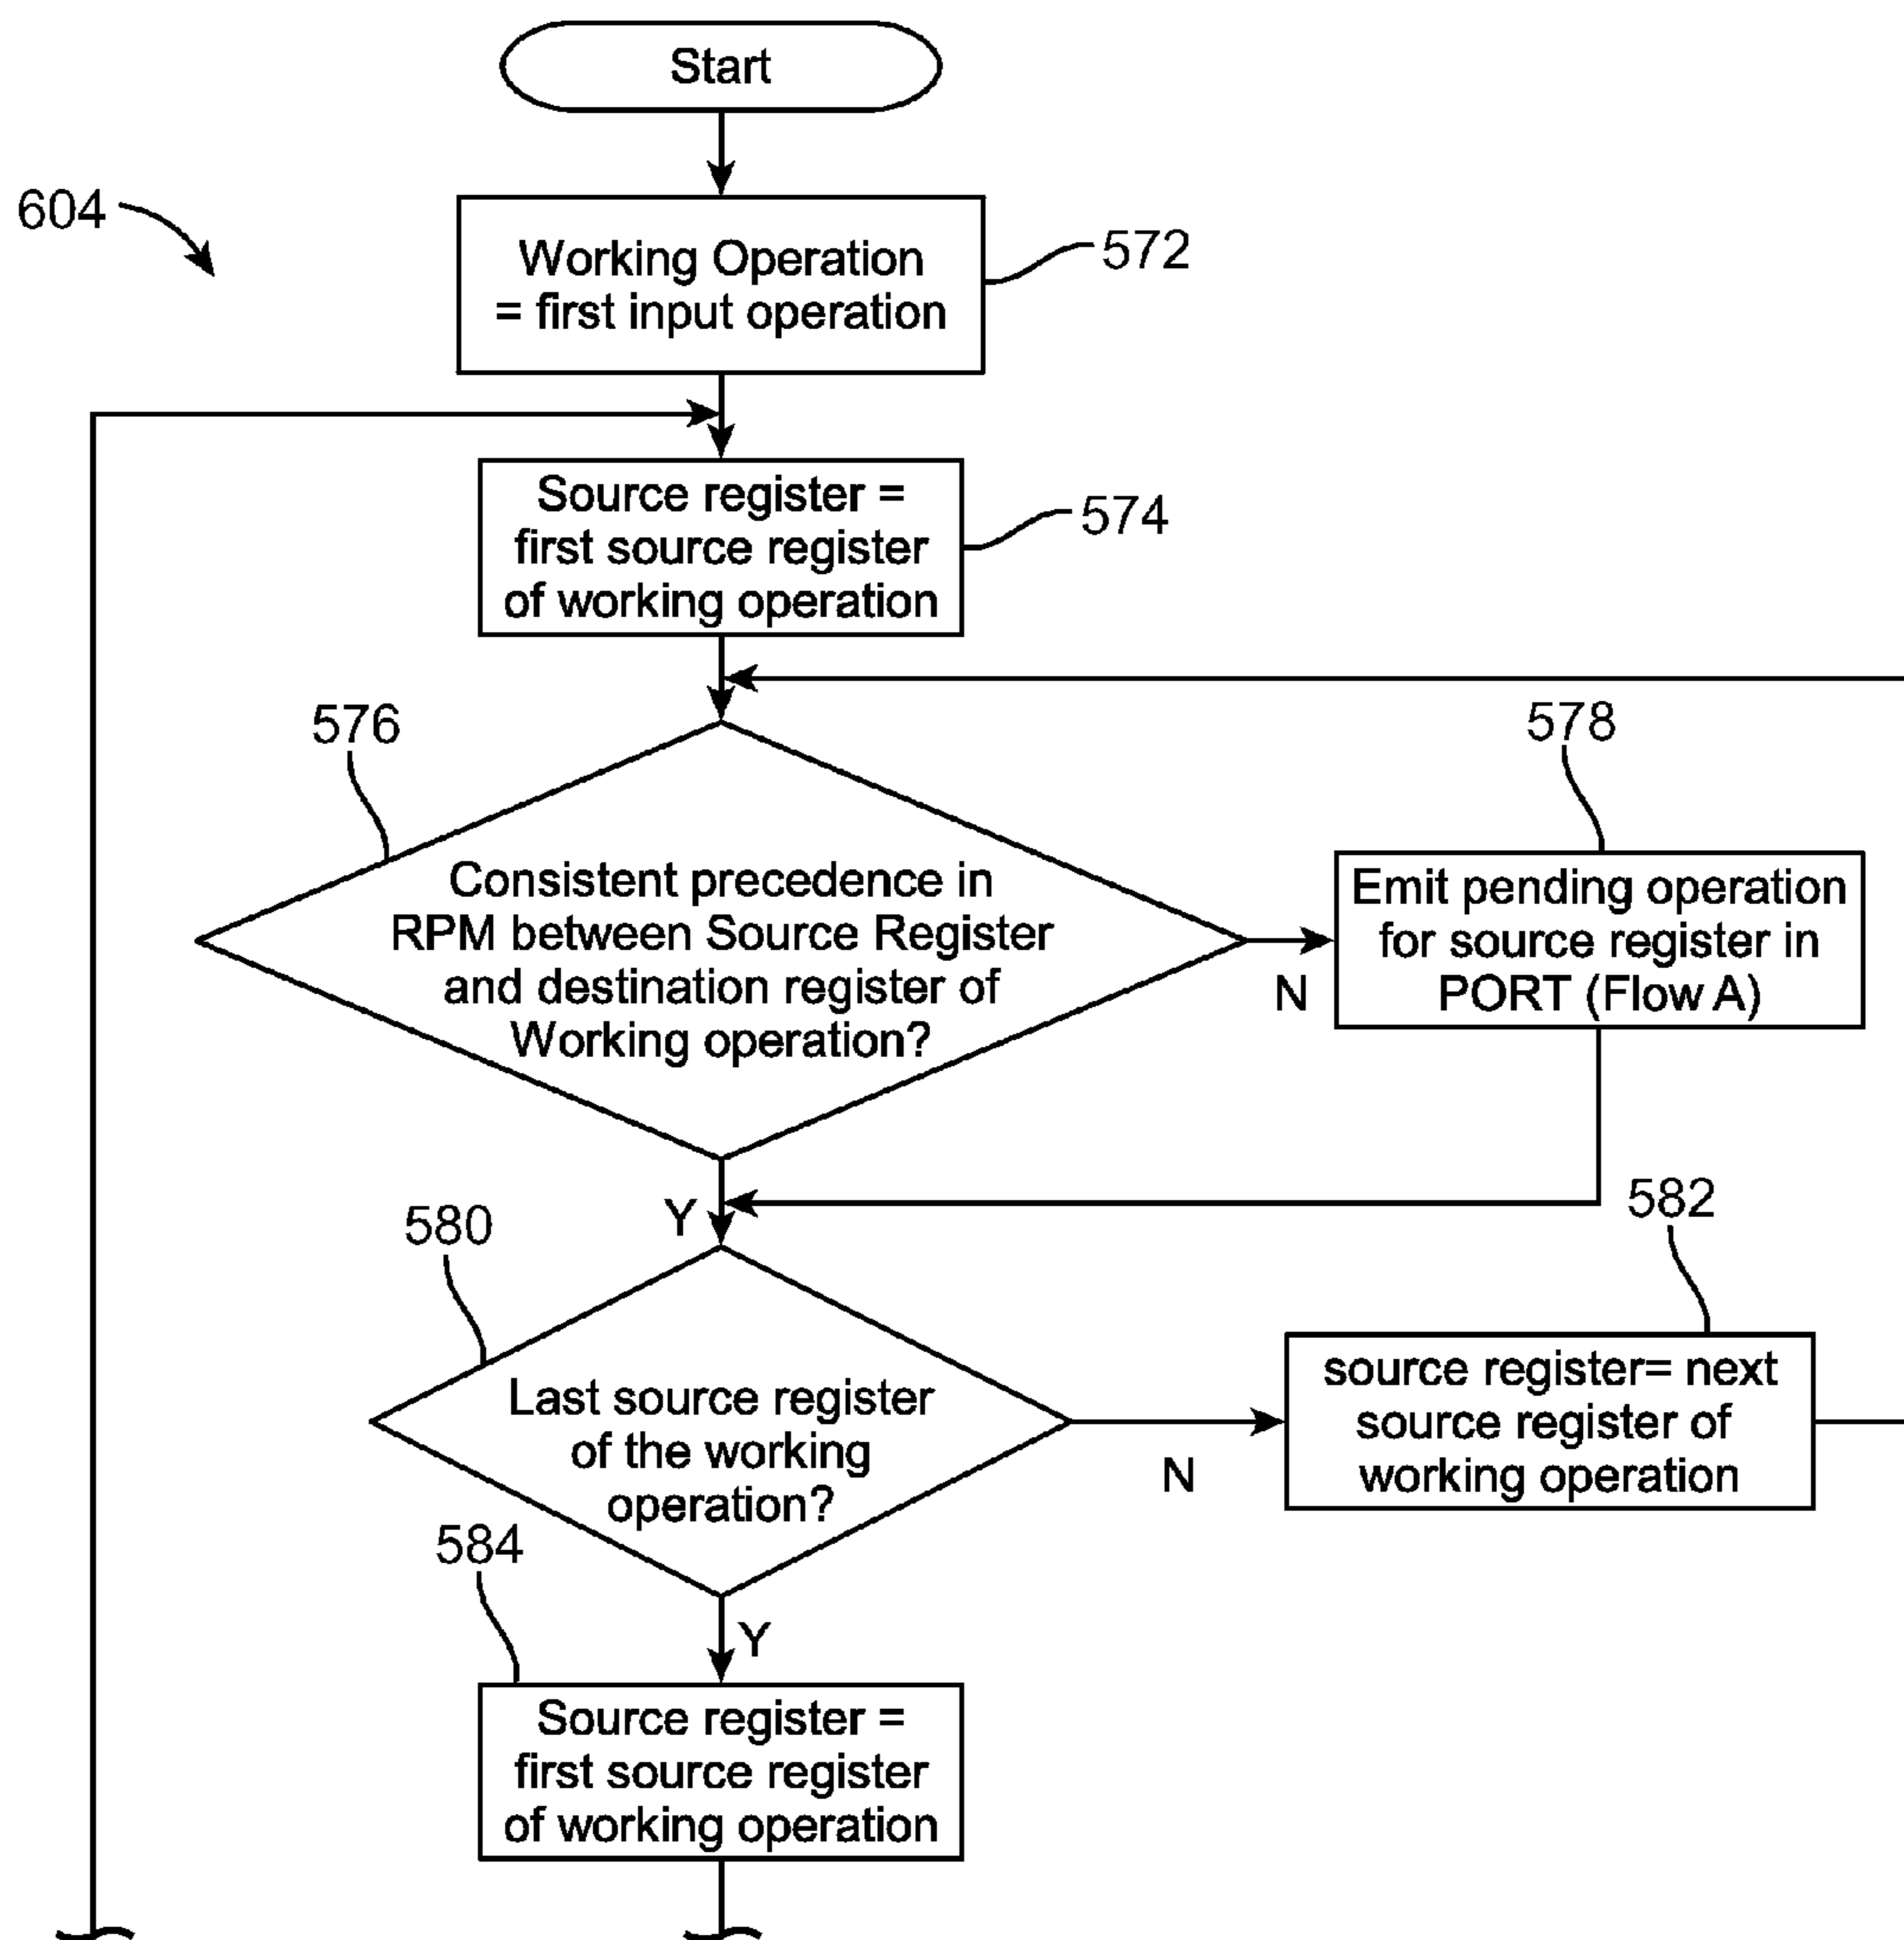 Start
604
Working Operation
= first input operation
572
Source register =
first source register
of working operation
574
576
578
Consistent precedence in
RPM between Source Register
and destination register of
Working operation?
N
Emit pending operation
for source register in
PORT (Flow A)
Y
580
582
Last source register
of the working
operation?
N
source register= next
source register of
working operation
584
Y
Source register =
first source register
of working operation